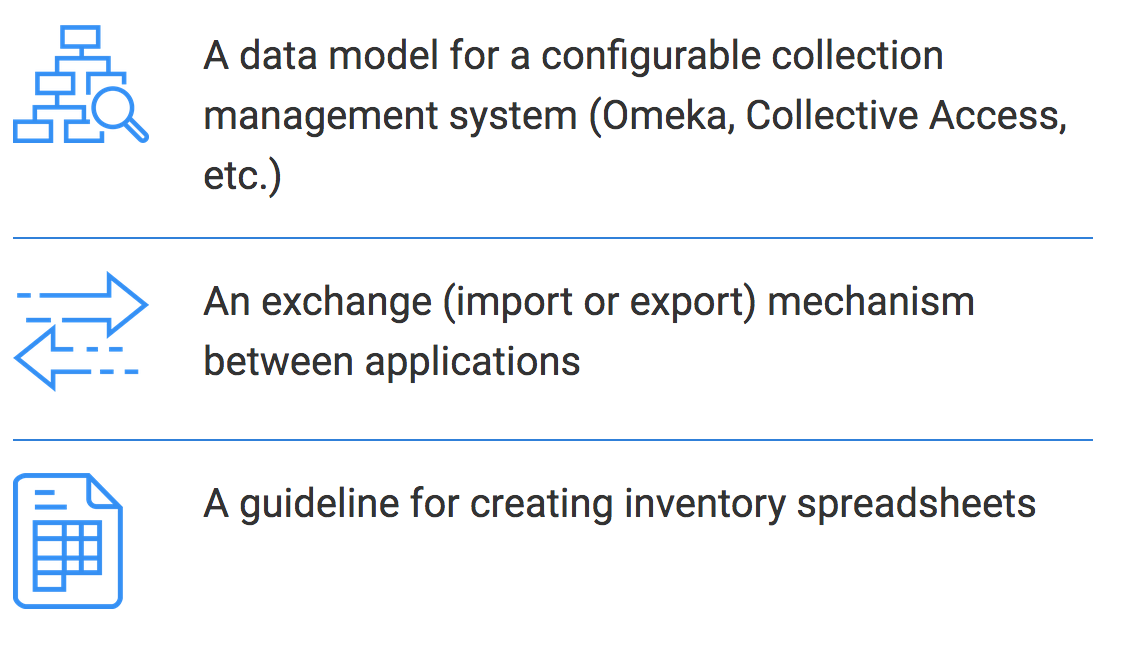 A data model for a configurable collection
management system (Omeka, Collective Access,
etc.)
An exchange (import or export) mechanism
between applications
A guideline for creating inventory spreadsheets